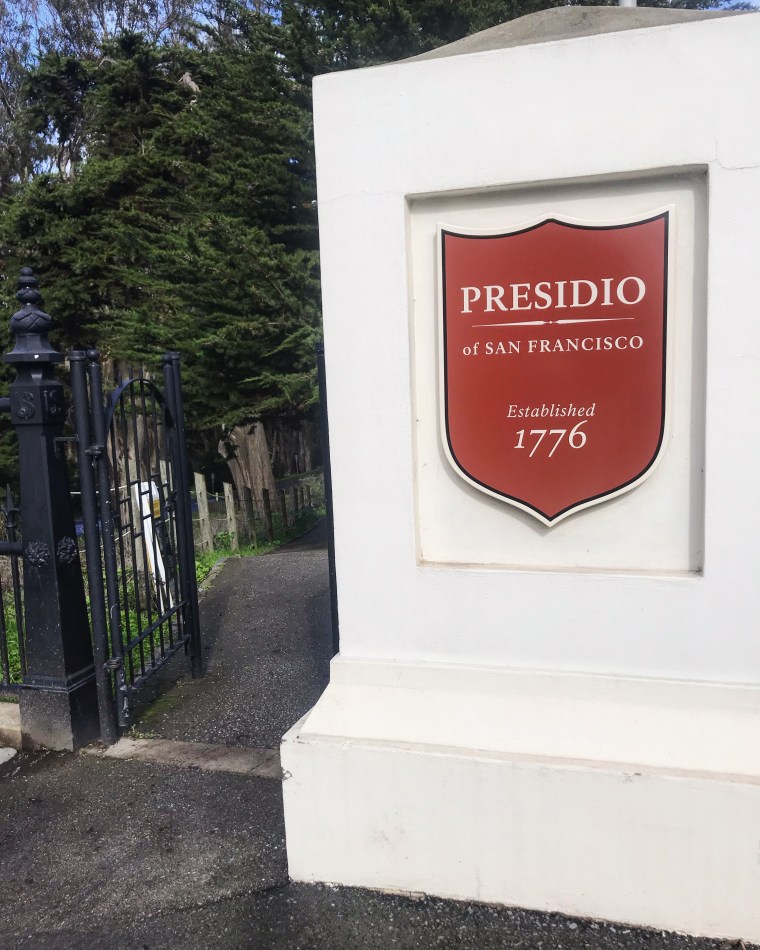 PRESIDIO
of SAN FRANCISCO
Established
1776